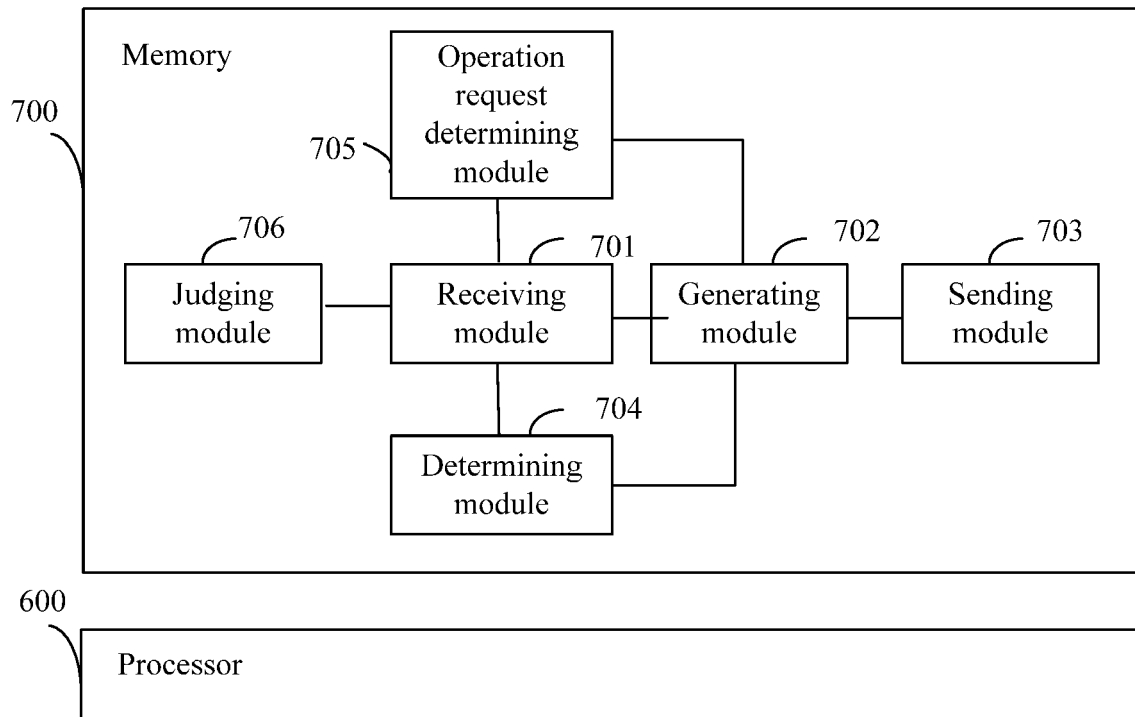 Memory
Operation
request
determining
module
700
705
706
701
702
703
Judging
module
Receiving
module
Generating
module
Sending
module
704
Determining
module
600
Processor